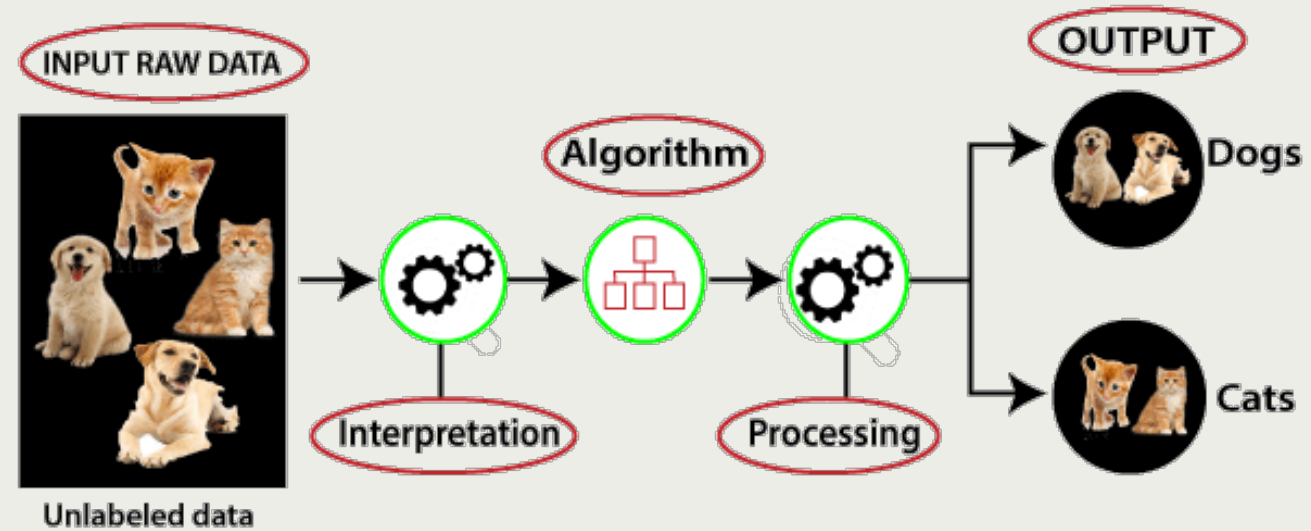 INPUT RAW DATA
OUTPUT
Algorithm
Dogs
Interpretation
Processing
Cats
Unlabeled data